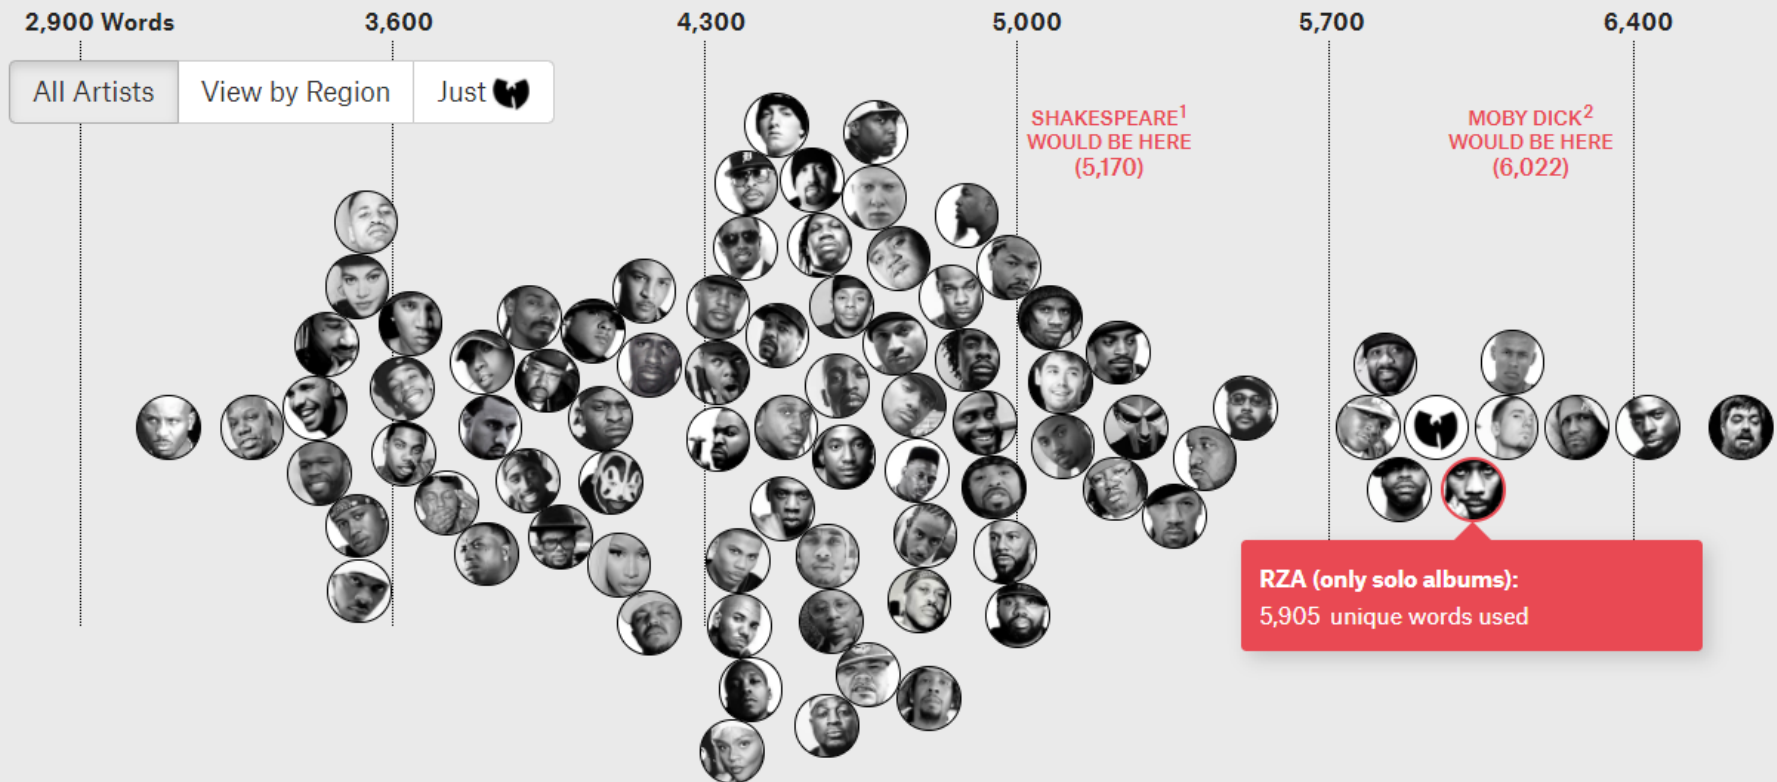 2,900 Words 3,600 4,300 5,000 5,700 6,400
All Artists View by Region Just
SHAKESPEARE1
WOULD BE HERE
(5,170)
MOBY DICK2
WOULD BE HERE
(6,022)
RZA (only solo albums):
5,905 unique words used